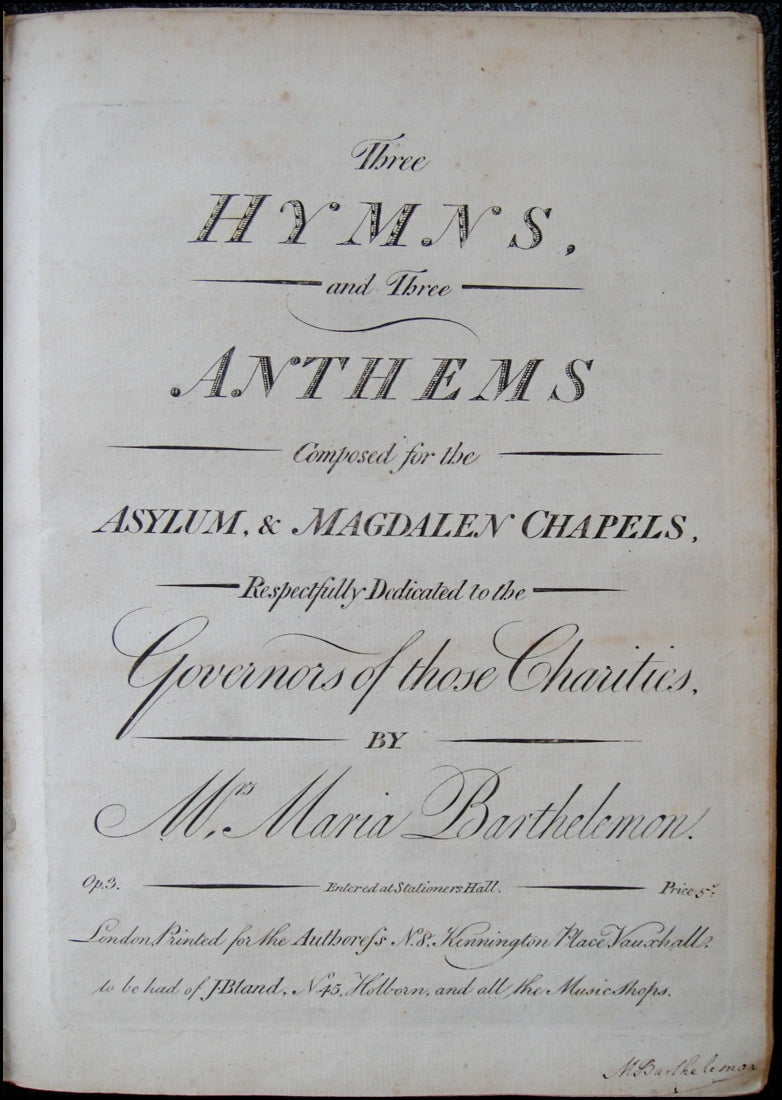 Three
HYMNS,
and Three
ANTHEMS
Composed for the
ASYLUM, & MAGDALEN CHAPELS,
Respectfully Dedicated to the
Governors of those Charities,
BY
Mrs. Maria Barthelemon.
Op. 3. Entered at Stationers Hall. Price 5s.
London, Printed for the Authoreſs No. 8. Kennington Place, Vauxhall.
to be had of J. Bland, No. 45, Holborn, and all the Music shops.
M Barthelemon